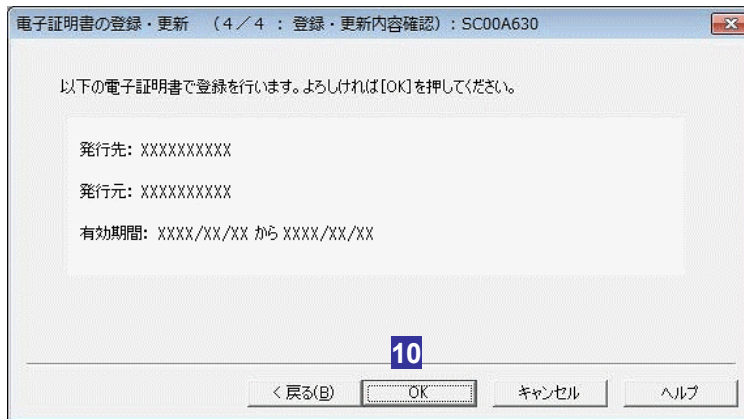 電子証明書の登録・更新 （４／４ ： 登録・更新内容確認）：SC00A630
以下の電子証明書で登録を行います。よろしければ[OK]を押してください。
発行先: XXXXXXXXXX
発行元: XXXXXXXXXX
有効期間: XXXX/XX/XX から XXXX/XX/XX
10
< 戻る(B) OK キャンセル ヘルプ